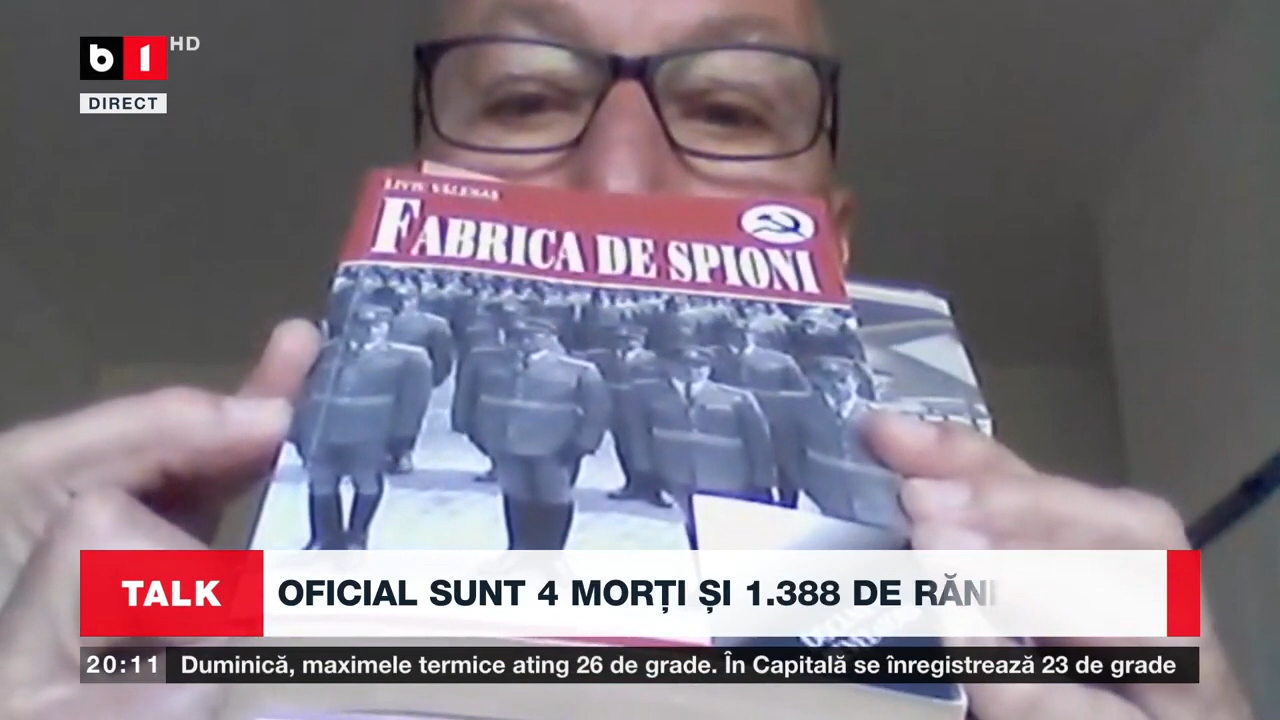 b1 HD
DIRECT
LIVIU VĂLENAȘ
FABRICA DE SPIONI
TALK
OFICIAL SUNT 4 MORȚI ȘI 1.388 DE RĂNI
20:11 Duminică, maximele termice ating 26 de grade. În Capitală se înregistrează 23 de grade